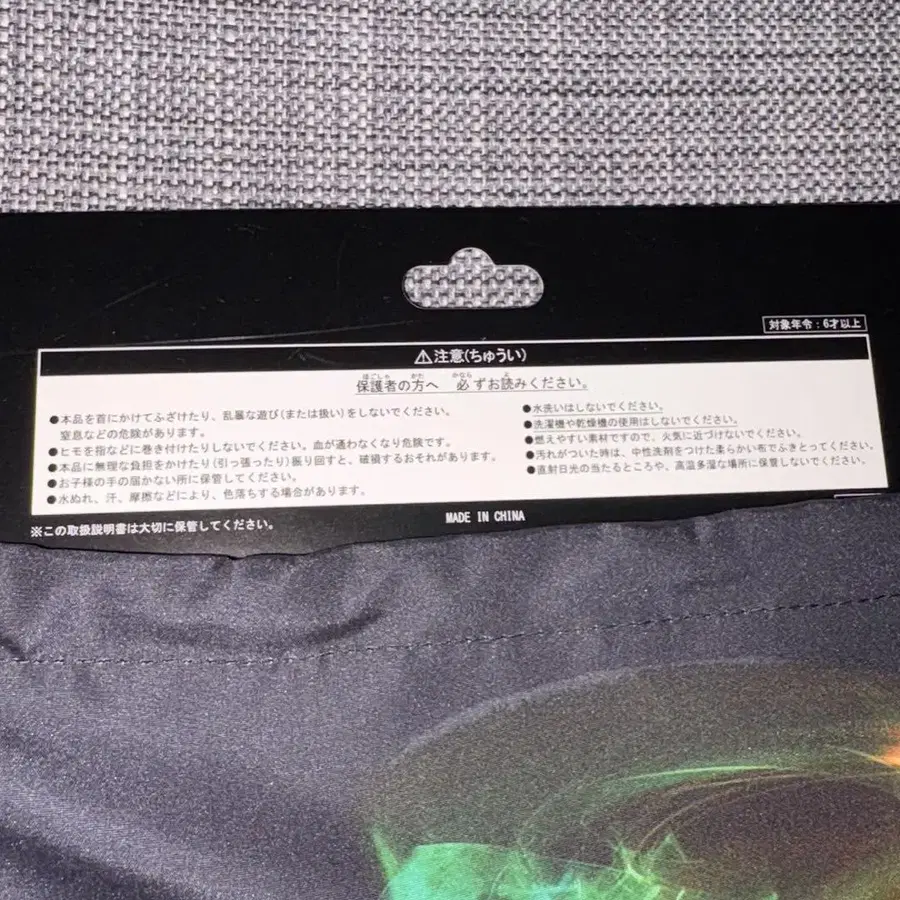 対象年令：6才以上
⚠注意(ちゅうい)
保護者の方へ 必ずお読みください。
●本品を首にかけてふざけたり、乱暴な遊び(または扱い)をしないでください。
窒息などの危険があります。
●ヒモを指などに巻き付けたりしないでください。血が通わなくなり危険です。
●本品に無理な負担をかけたり(引っ張ったり)振り回すと、破損するおそれがあります。
●お子様の手の届かない所に保管してください。
●水ぬれ、汗、摩擦などにより、色落ちする場合があります。
●水洗いはしないでください。
●洗濯機や乾燥機の使用はしないでください。
●燃えやすい素材ですので、火気に近づけないでください。
●汚れがついた時は、中性洗剤をつけた柔らかい布でふきとってください。
●直射日光の当たるところや、高温多湿な場所に保管しないでください。
※この取扱説明書は大切に保管してください。
MADE IN CHINA